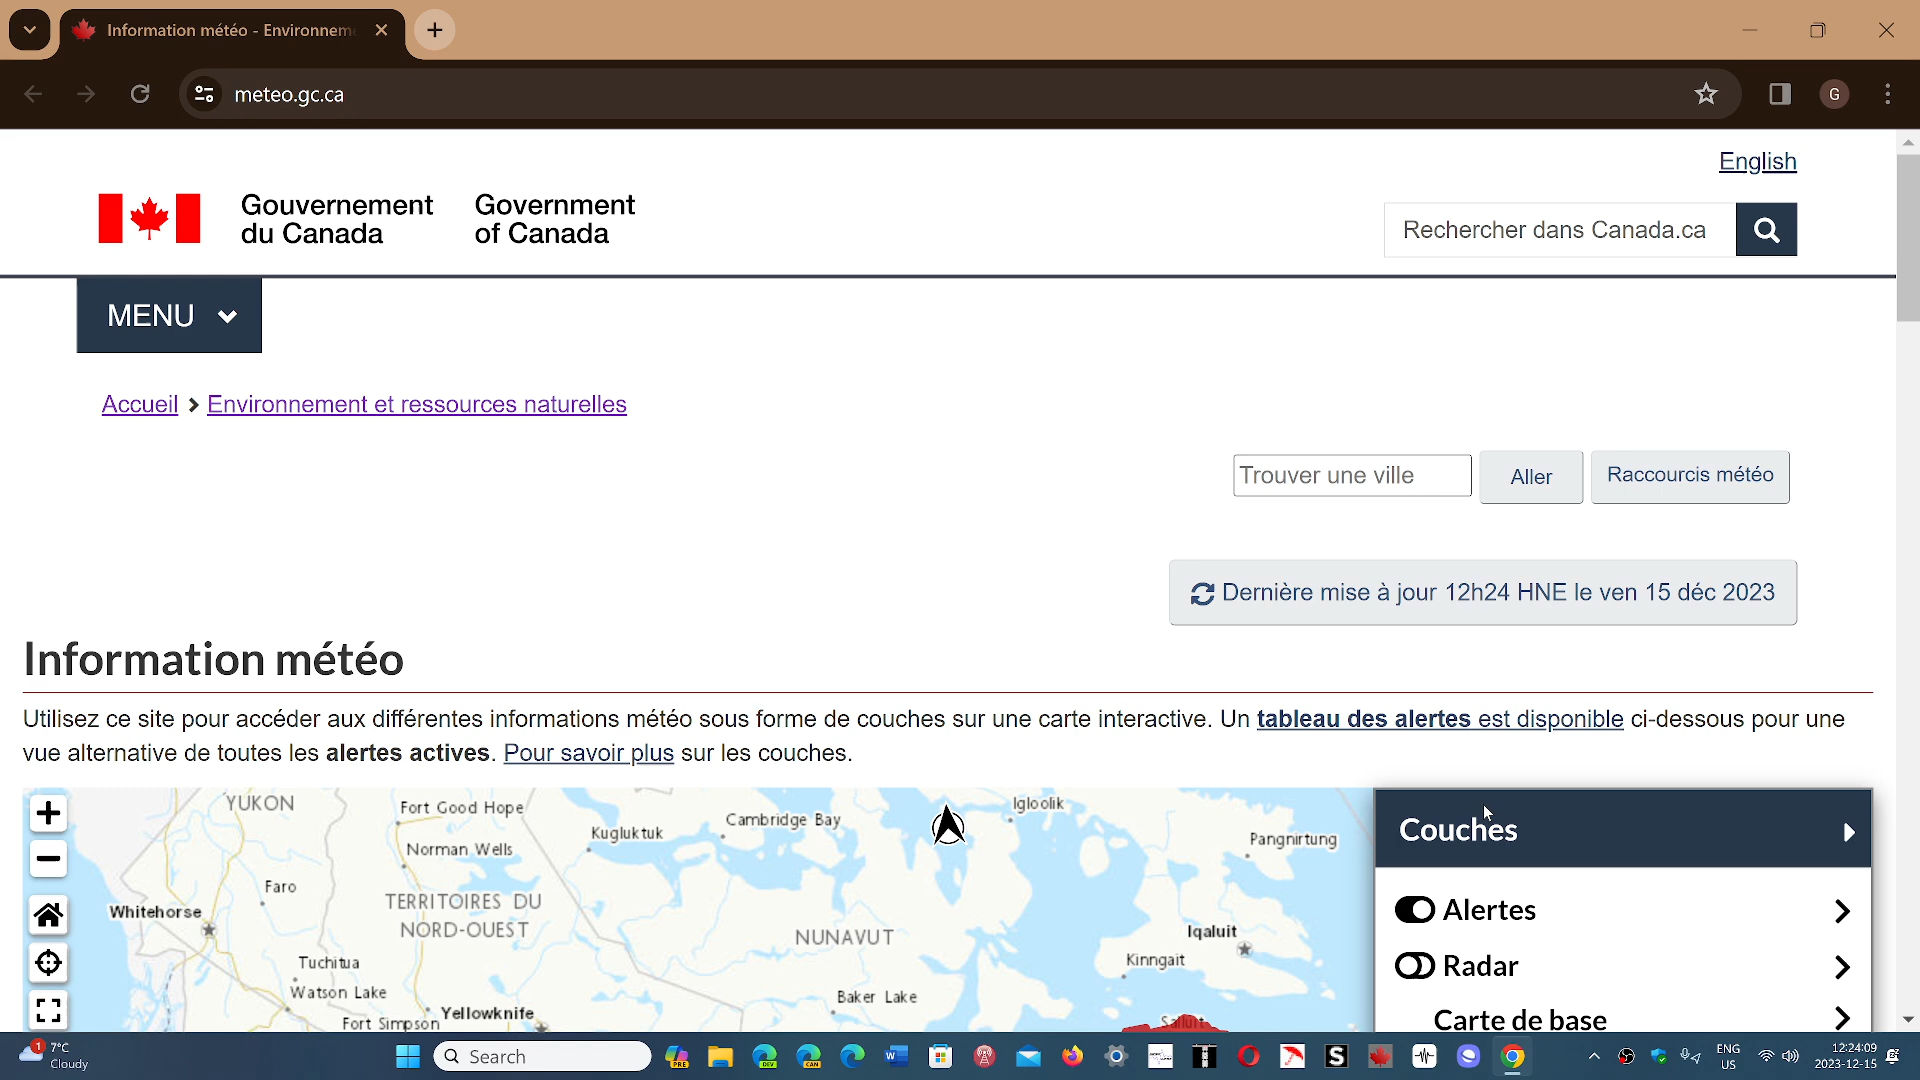 Information météo - Environnem
meteo.gc.ca
G
English
Gouvernement
du Canada
Government
of Canada
Rechercher dans Canada.ca
MENU
Accueil > Environnement et ressources naturelles
Trouver une ville
Aller
Raccourcis météo
Dernière mise à jour 12h24 HNE le ven 15 déc 2023
Information météo
Utilisez ce site pour accéder aux différentes informations météo sous forme de couches sur une carte interactive. Un tableau des alertes est disponible ci-dessous pour une
vue alternative de toutes les alertes actives. Pour savoir plus sur les couches.
YUKON
Fort Good Hope
Kugluktuk
Cambridge Bay
Igloolik
Pangnirtung
Norman Wells
Faro
TERRITOIRES DU
NORD-OUEST
Whitehorse
NUNAVUT
Iqaluit
Kinngait
Tuchitua
Watson Lake
Baker Lake
Yellowknife
Fort Simpson
Salluit
Couches
Alertes
Radar
Carte de base
1
7°C
Cloudy
Search
PRE
DEV
CAN
W
S
ENG
US
12:24:09
2023-12-15